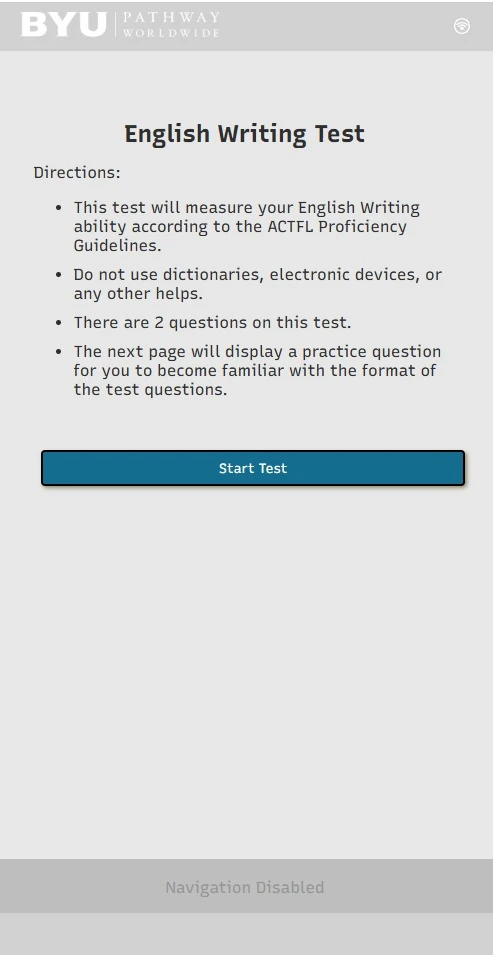 BYU PATHWAY
WORLDWIDE
English Writing Test
Directions:
• This test will measure your English Writing
ability according to the ACTFL Proficiency
Guidelines.
• Do not use dictionaries, electronic devices, or
any other helps.
• There are 2 questions on this test.
• The next page will display a practice question
for you to become familiar with the format of
the test questions.
Start Test
Navigation Disabled